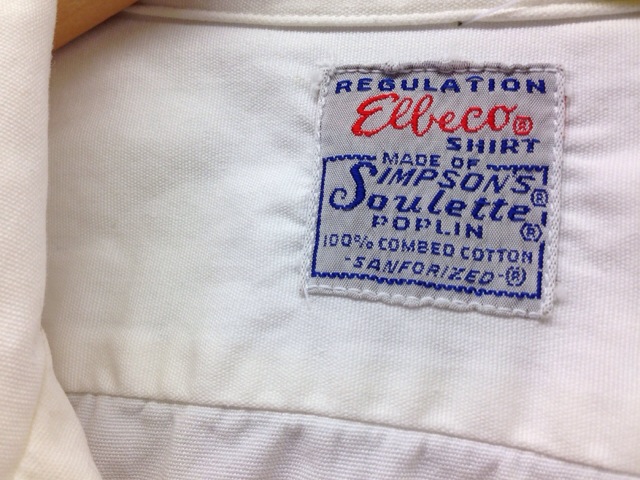 REGULATION
Elbeco®
SHIRT
MADE OF
SIMPSON'S®
Soulette®
POPLIN
100% COMBED COTTON
-SANFORIZED-®